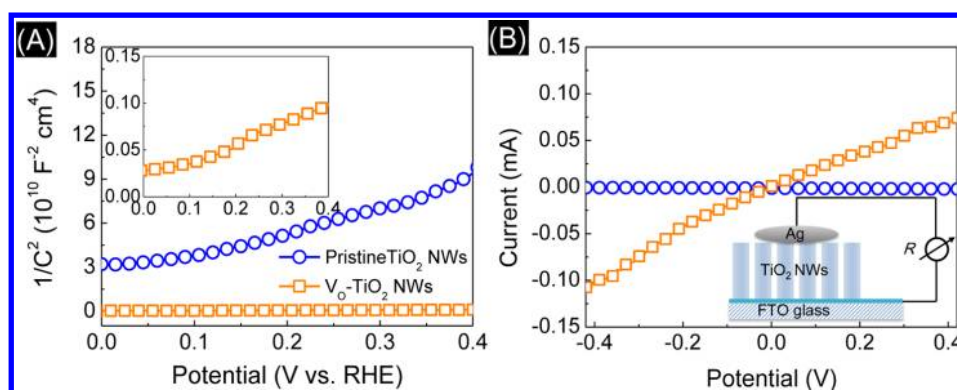 (A)
18
15
12
9
6
3
0
0.0 0.1 0.2 0.3 0.4
1/C² (10¹⁰ F⁻² cm⁴)
Potential (V vs. RHE)
0.15
0.10
0.05
0.00
0.0 0.1 0.2 0.3 0.4
PristineTiO₂ NWs
V₀-TiO₂ NWs
(B)
0.15
0.10
0.05
0.00
-0.05
-0.10
-0.15
-0.4 -0.2 0.0 0.2 0.4
Current (mA)
Potential (V)
Ag
R
TiO₂ NWs
FTO glass